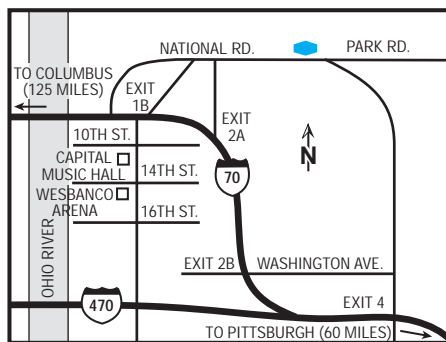 NATIONAL RD.
PARK RD.
TO COLUMBUS
(125 MILES)
EXIT
1B
EXIT
2A
10TH ST.
CAPITAL
MUSIC HALL
14TH ST.
N
70
WESBANCO
ARENA
16TH ST.
OHIO RIVER
EXIT 2B
WASHINGTON AVE.
470
EXIT 4
TO PITTSBURGH (60 MILES)